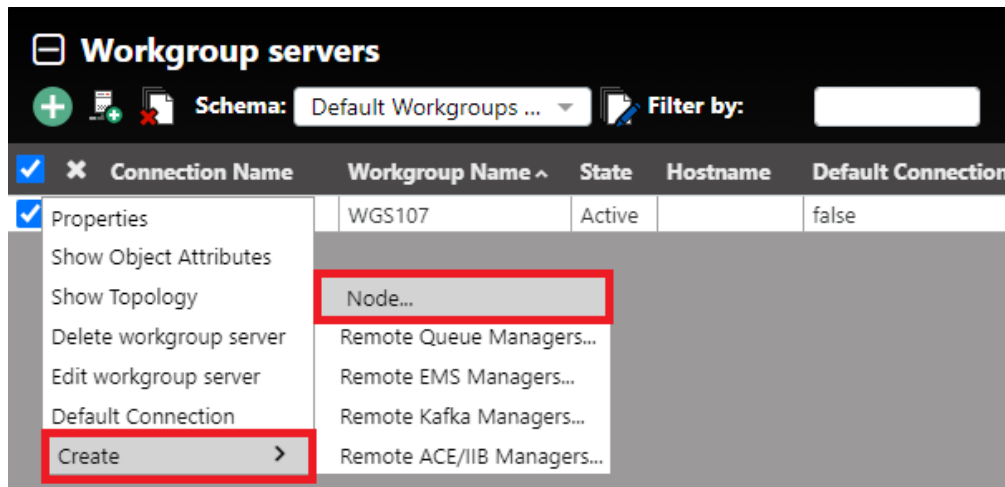 Workgroup servers
Schema: Default Workgroups ... Filter by:
Connection Name Workgroup Name State Hostname Default Connection
WGS107 Active false
Properties
Show Object Attributes
Show Topology
Delete workgroup server
Edit workgroup server
Default Connection
Create
Node...
Remote Queue Managers...
Remote EMS Managers...
Remote Kafka Managers...
Remote ACE/IIB Managers...